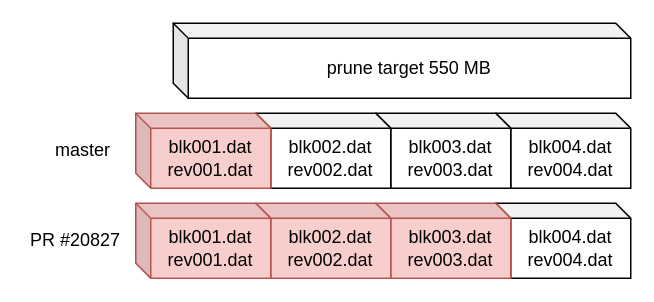 prune target 550 MB
master
blk001.dat
rev001.dat
blk002.dat
rev002.dat
blk003.dat
rev003.dat
blk004.dat
rev004.dat
PR #20827
blk001.dat
rev001.dat
blk002.dat
rev002.dat
blk003.dat
rev003.dat
blk004.dat
rev004.dat